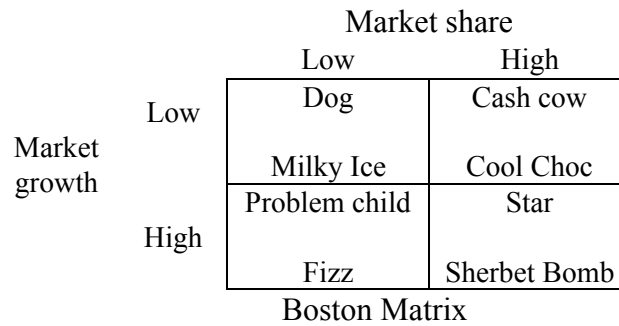 Market share
Low High
Low Dog Cash cow
Market growth
Milky Ice Cool Choc
High Problem child Star
Fizz Sherbet Bomb
Boston Matrix